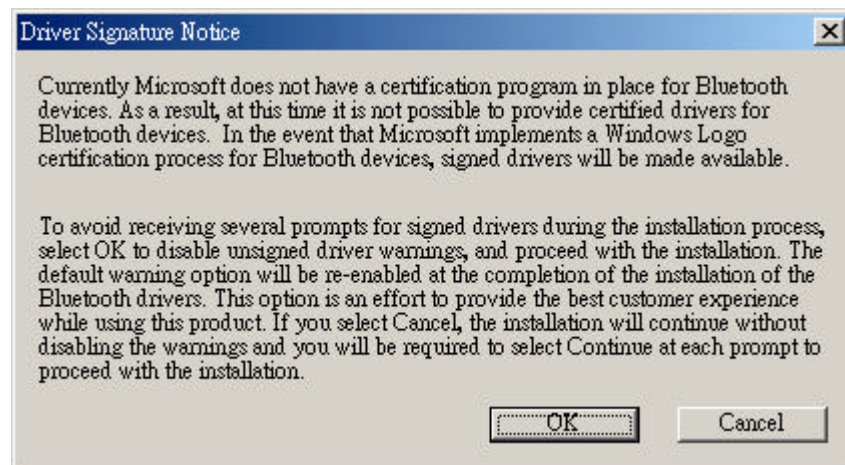 Driver Signature Notice
Currently Microsoft does not have a certification program in place for Bluetooth
devices. As a result, at this time it is not possible to provide certified drivers for
Bluetooth devices. In the event that Microsoft implements a Windows Logo
certification process for Bluetooth devices, signed drivers will be made available.
To avoid receiving several prompts for signed drivers during the installation process,
select OK to disable unsigned driver warnings, and proceed with the installation. The
default warning option will be re-enabled at the completion of the installation of the
Bluetooth drivers. This option is an effort to provide the best customer experience
while using this product. If you select Cancel, the installation will continue without
disabling the warnings and you will be required to select Continue at each prompt to
proceed with the installation.
OK Cancel